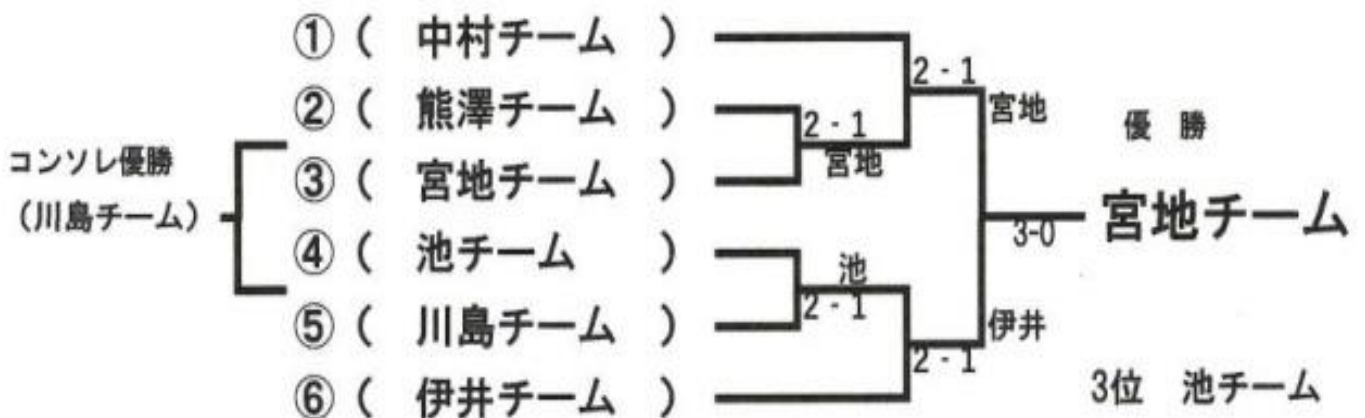 ① （ 中村チーム ）
② （ 熊澤チーム ）
③ （ 宮地チーム ）
④ （ 池チーム ）
⑤ （ 川島チーム ）
⑥ （ 伊井チーム ）
コンソレ優勝
（川島チーム）
2 - 1
宮地
2 - 1
宮地
池
2 - 1
2 - 1
伊井
3-0
優 勝
宮地チーム
3位 池チーム